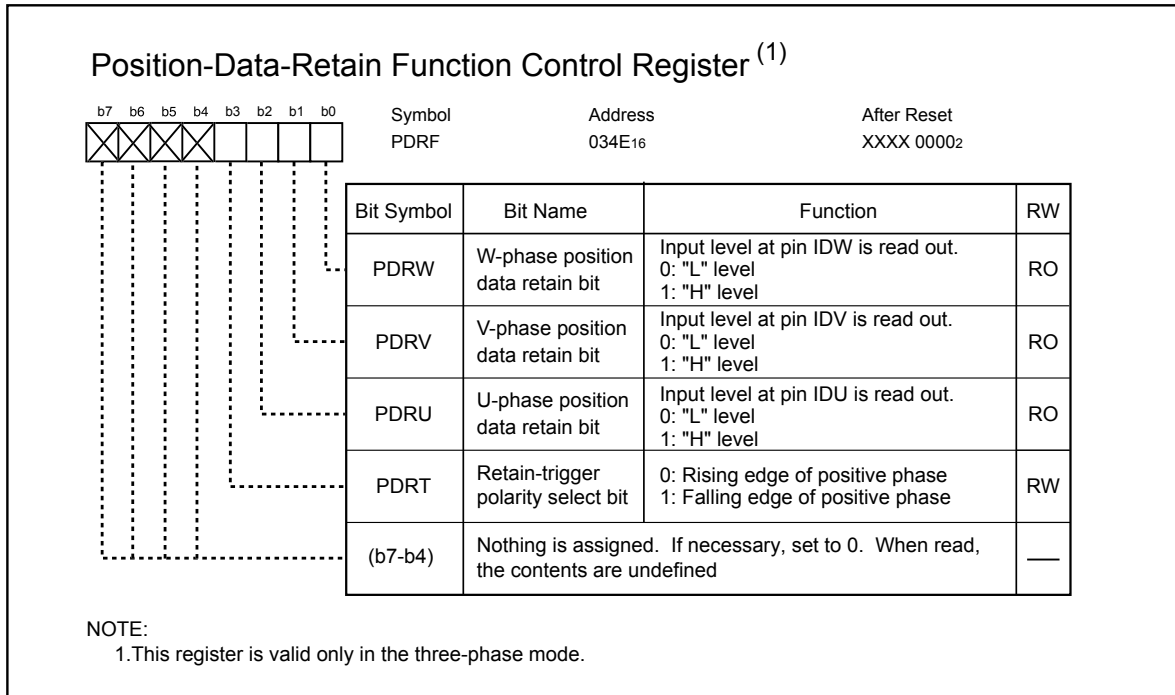 Position-Data-Retain Function Control Register (1)
b7 b6 b5 b4 b3 b2 b1 b0
Symbol Address After Reset
PDRF 034E16 XXXX 00002
Bit Symbol Bit Name Function RW
PDRW
W-phase position
data retain bit
Input level at pin IDW is read out.
0: "L" level
1: "H" level
RO
PDRV
V-phase position
data retain bit
Input level at pin IDV is read out.
0: "L" level
1: "H" level
RO
PDRU
U-phase position
data retain bit
Input level at pin IDU is read out.
0: "L" level
1: "H" level
RO
PDRT
Retain-trigger
polarity select bit
0: Rising edge of positive phase
1: Falling edge of positive phase
RW
(b7-b4)
Nothing is assigned. If necessary, set to 0. When read,
the contents are undefined
—
NOTE:
1.This register is valid only in the three-phase mode.